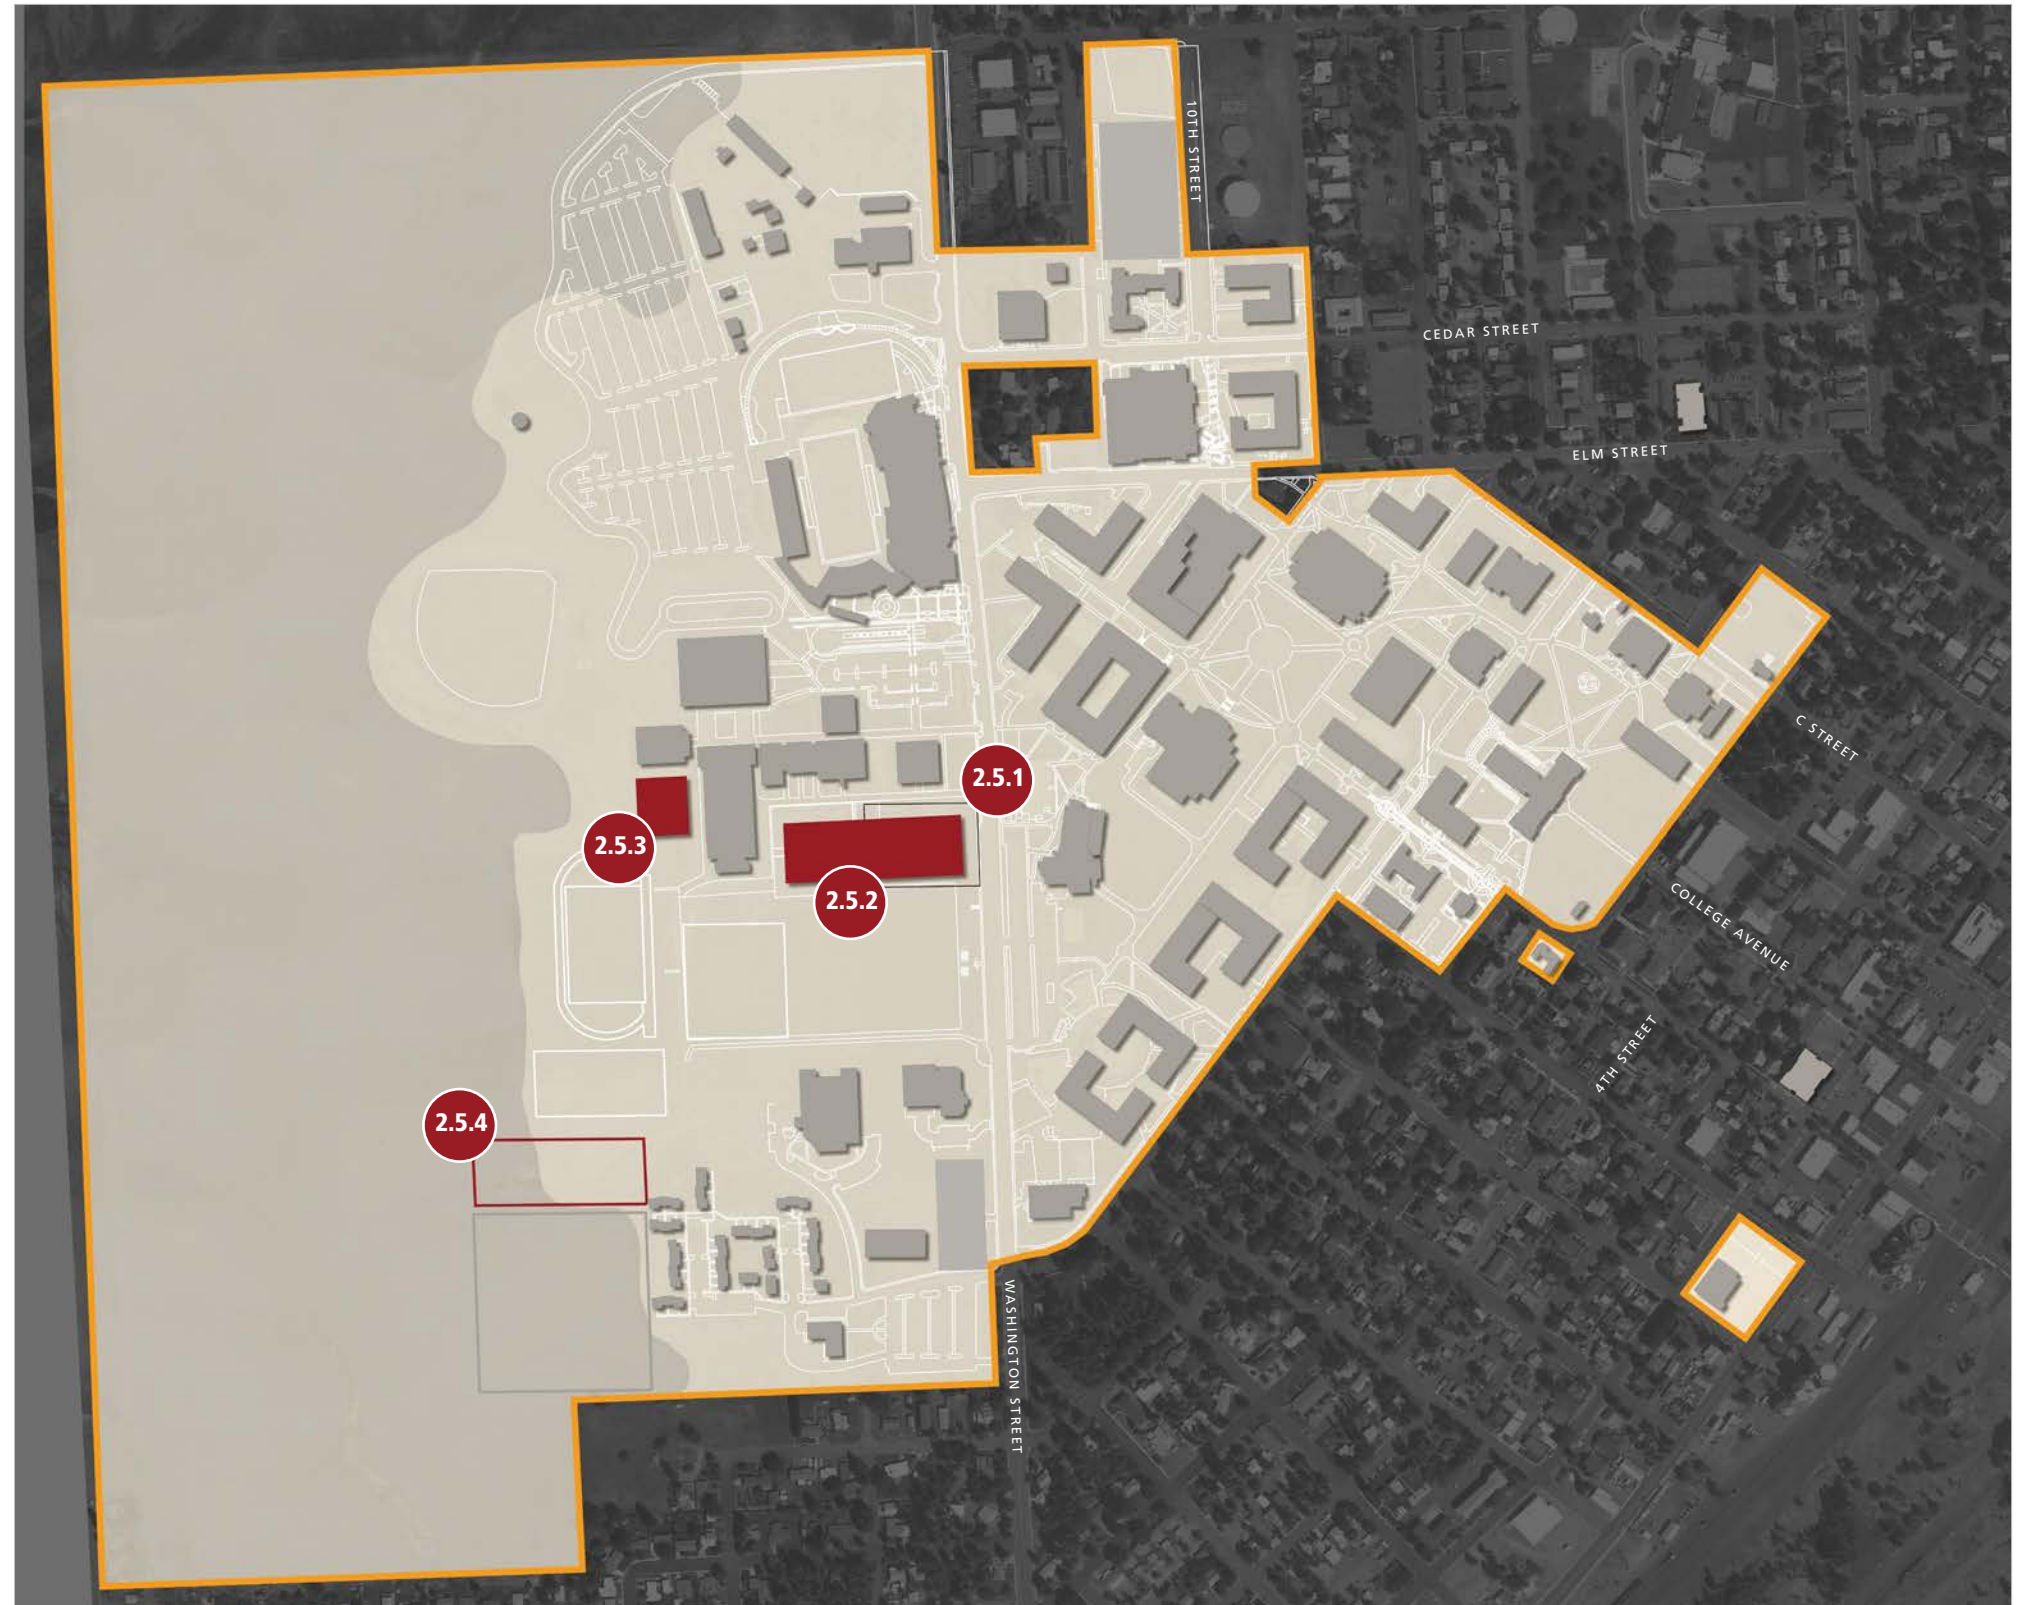 10TH STREET
CEDAR STREET
ELM STREET
C STREET
2.5.1
2.5.3
2.5.2
COLLEGE AVENUE
4TH STREET
2.5.4
WASHINGTON STREET